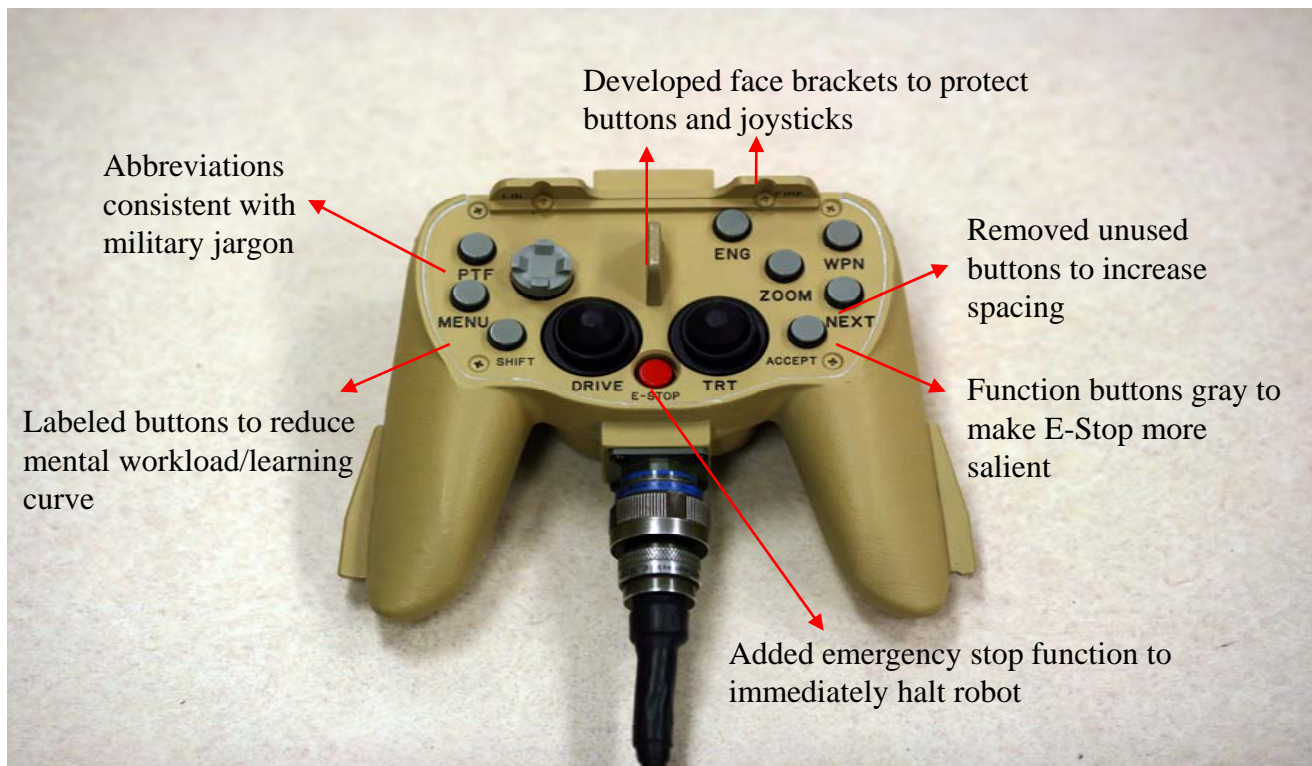 Developed face brackets to protect
buttons and joysticks
Abbreviations
consistent with
military jargon
Removed unused
buttons to increase
spacing
Labeled buttons to reduce
mental workload/learning
curve
Function buttons gray to
make E-Stop more
salient
Added emergency stop function to
immediately halt robot
FIRE
PTF
ENG
WPN
ZOOM
MENU
NEXT
SHIFT
ACCEPT
DRIVE
TRT
E-STOP